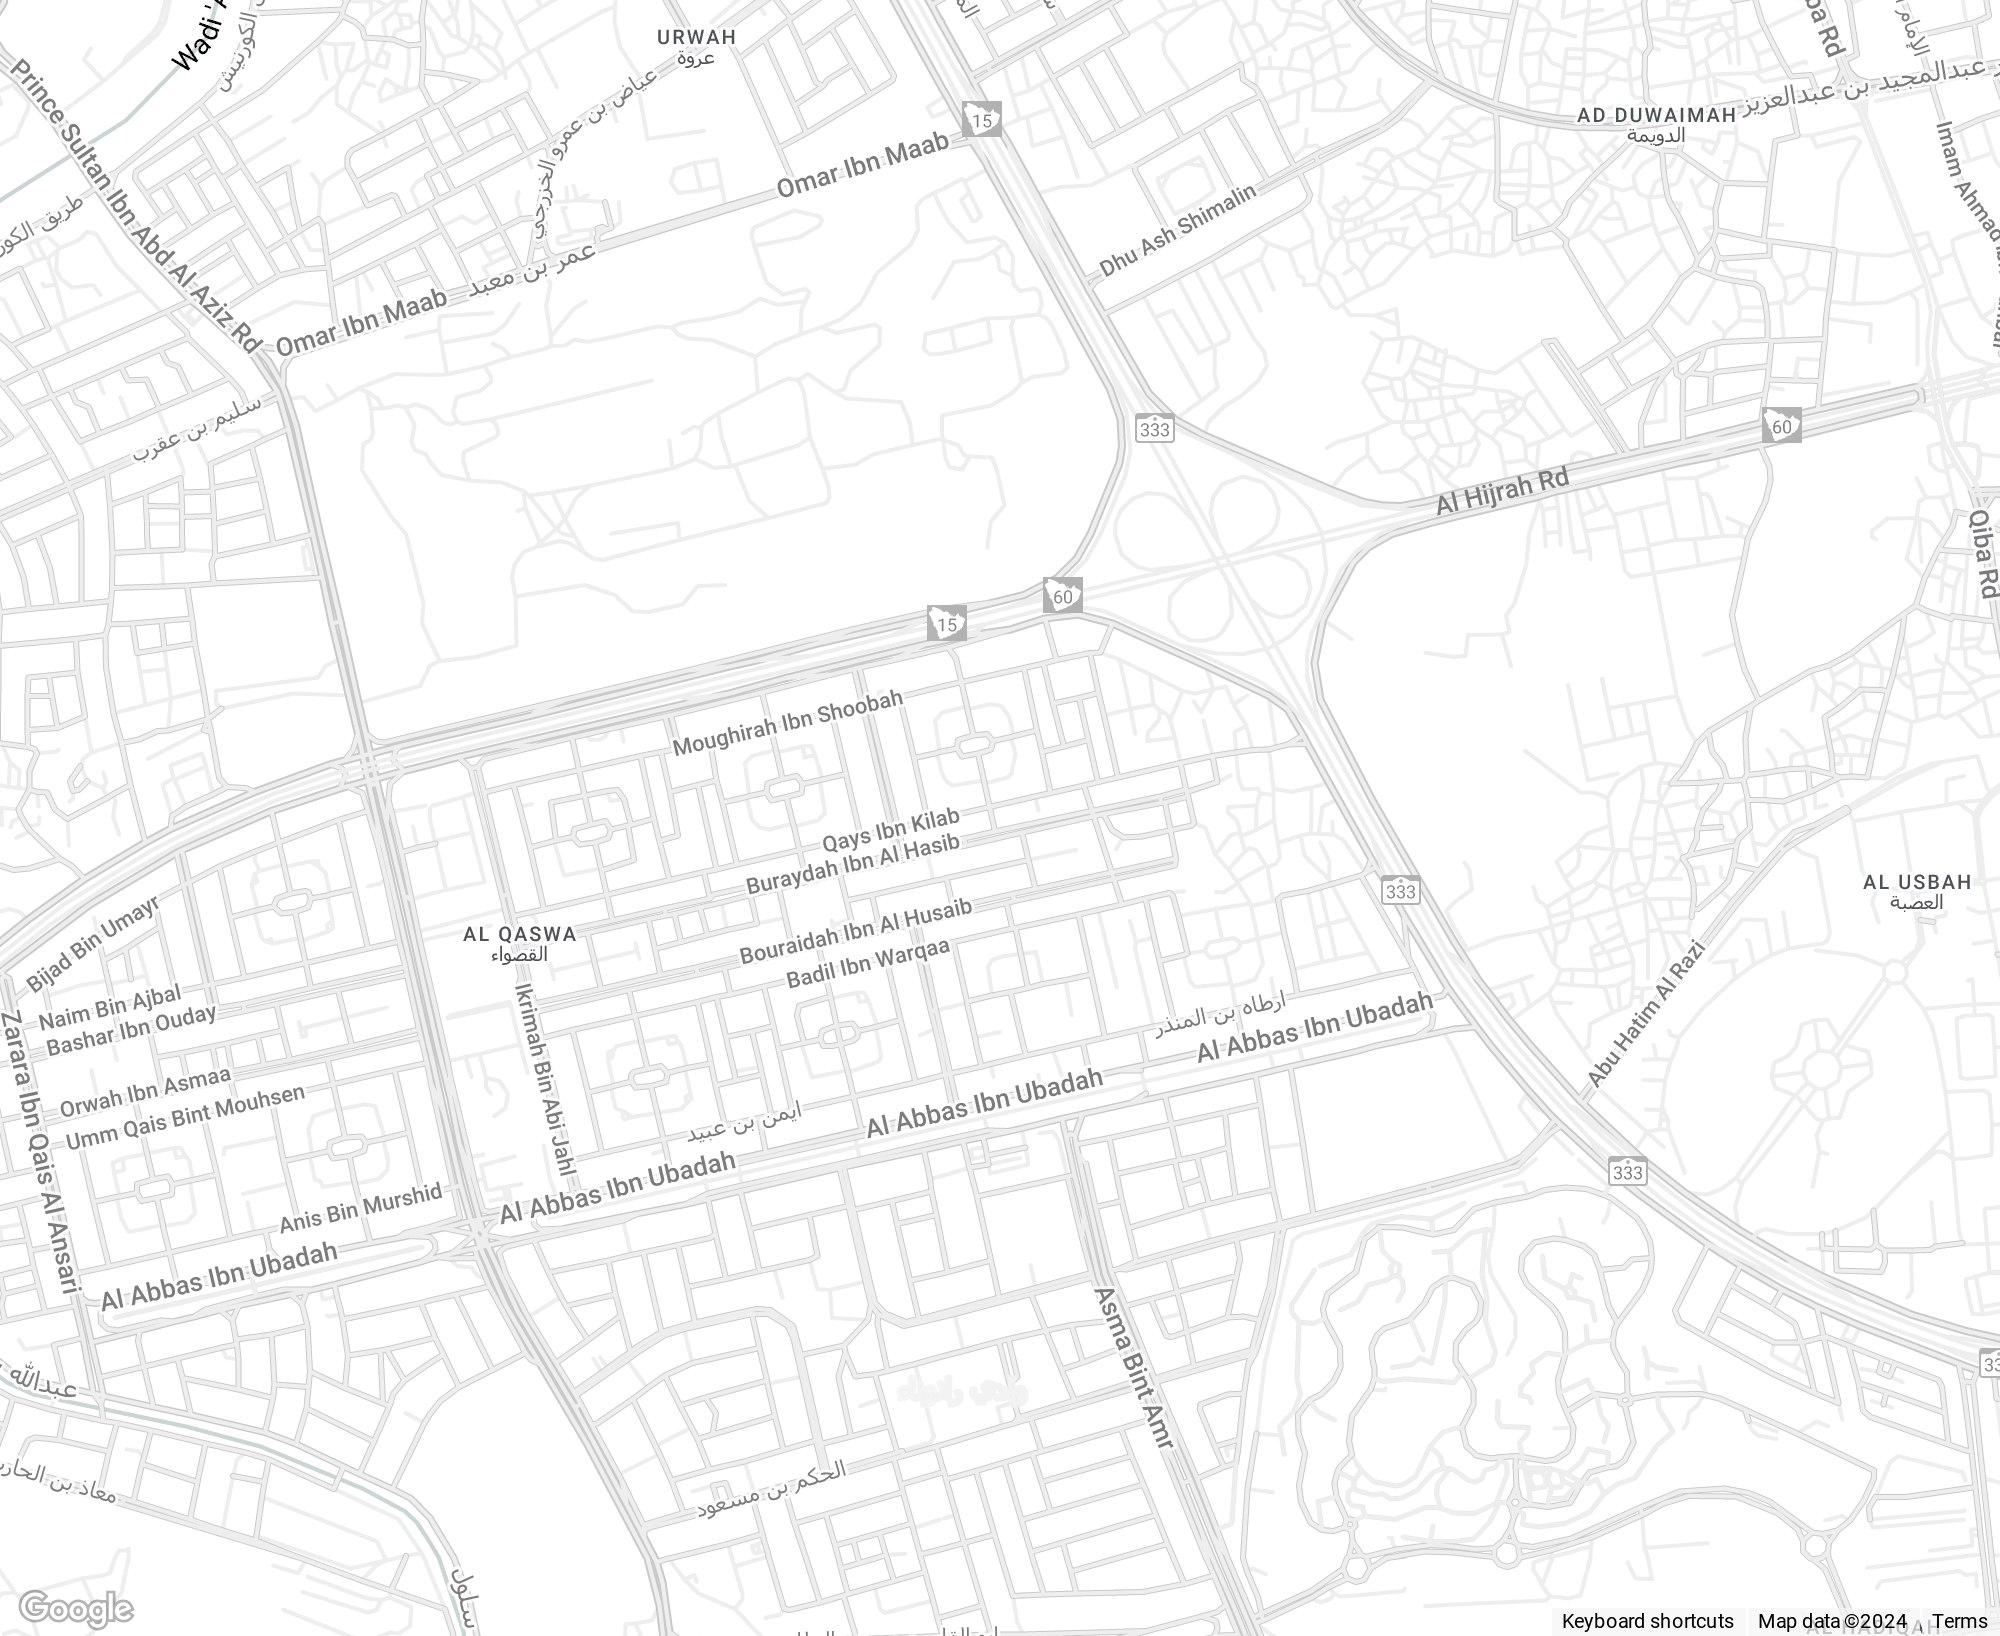 URWAH
عروة
عياض بن عمرو الخزرجي
Prince Sultan Ibn Abd Al Aziz Rd
Omar Ibn Maab
15
AD DUWAIMAH
الدويمة
عبدالمجيد بن عبدالعزيز
Dhu Ash Shimalin
عمر بن معبد
Omar Ibn Maab
سليم بن عقرب
333
60
Al Hijrah Rd
Qiba Rd
60
15
Moughirah Ibn Shoobah
Qays Ibn Kilab
Buraydah Ibn Al Hasib
333
AL USBAH
العصبة
Bijad Bin Umayr
AL QASWA
القصواء
Bouraidah Ibn Al Husaib
Badil Ibn Warqaa
Naim Bin Ajbal
Bashar Ibn Ouday
Ikrimah Bin Abi Jahl
ارطاه بن المنذر
Al Abbas Ibn Ubadah
Abu Hatim Al Razi
Zarara Ibn Qais Al Ansari
Orwah Ibn Asmaa
Umm Qais Bint Mouhsen
ايمن بن عبيد
Al Abbas Ibn Ubadah
333
Al Abbas Ibn Ubadah
Anis Bin Murshid
Al Abbas Ibn Ubadah
Asma Bint Amr
عبدالله
الحكم بن مسعود
سلول
Google
Keyboard shortcuts
Map data ©2024
Terms